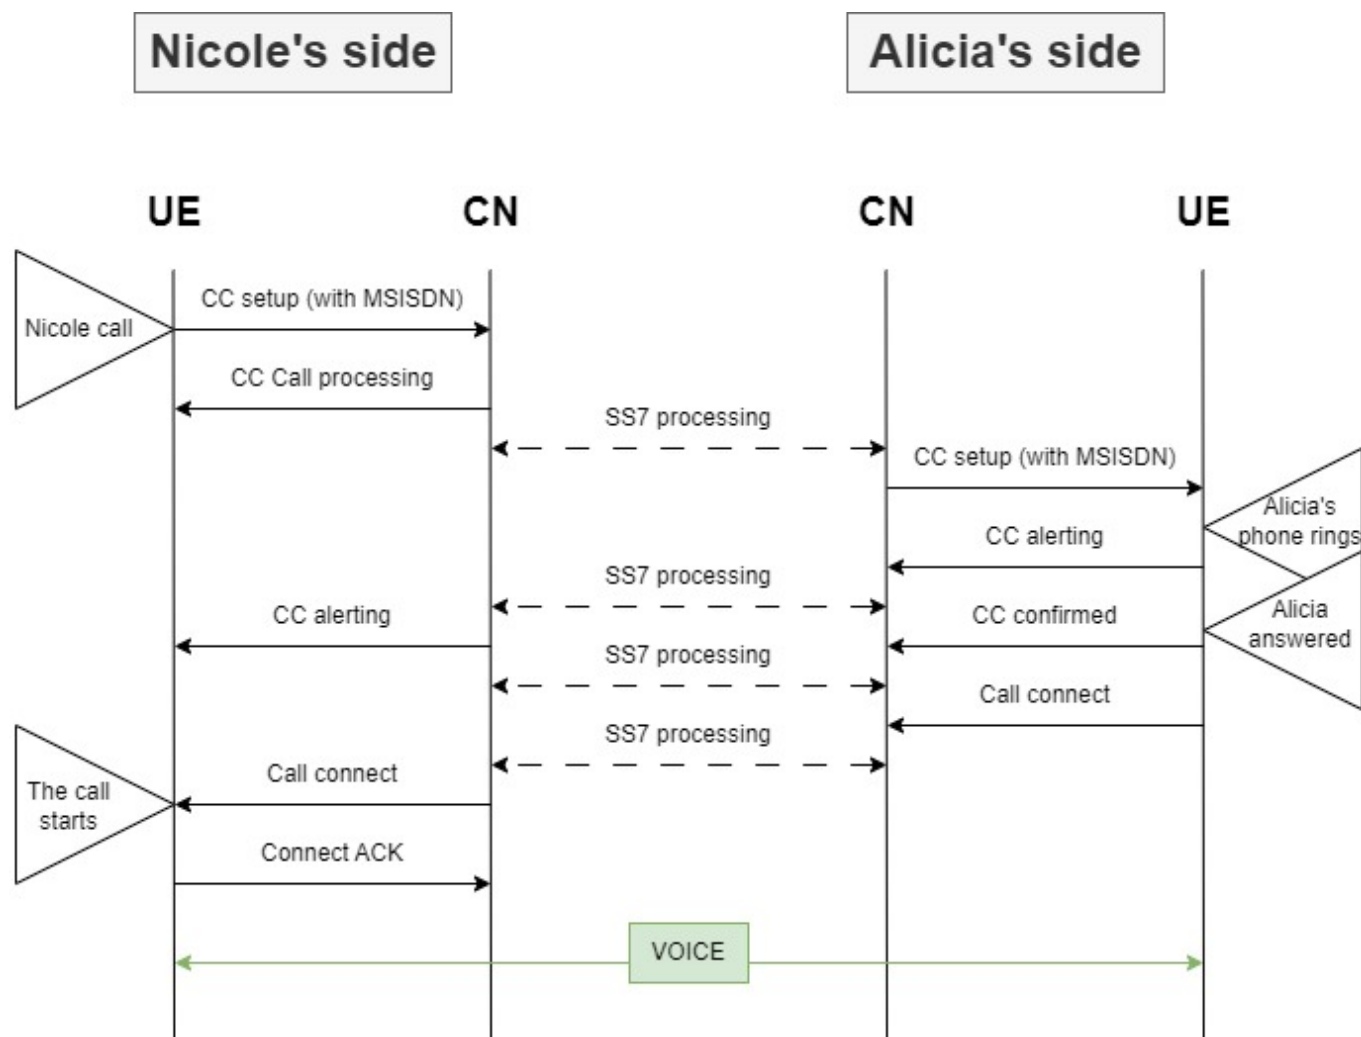 Nicole's side
Alicia's side
UE
CN
CN
UE
Nicole call
CC setup (with MSISDN)
CC Call processing
SS7 processing
CC setup (with MSISDN)
Alicia's
phone rings
CC alerting
SS7 processing
CC alerting
CC confirmed
Alicia
answered
SS7 processing
Call connect
SS7 processing
The call
starts
Call connect
Connect ACK
VOICE